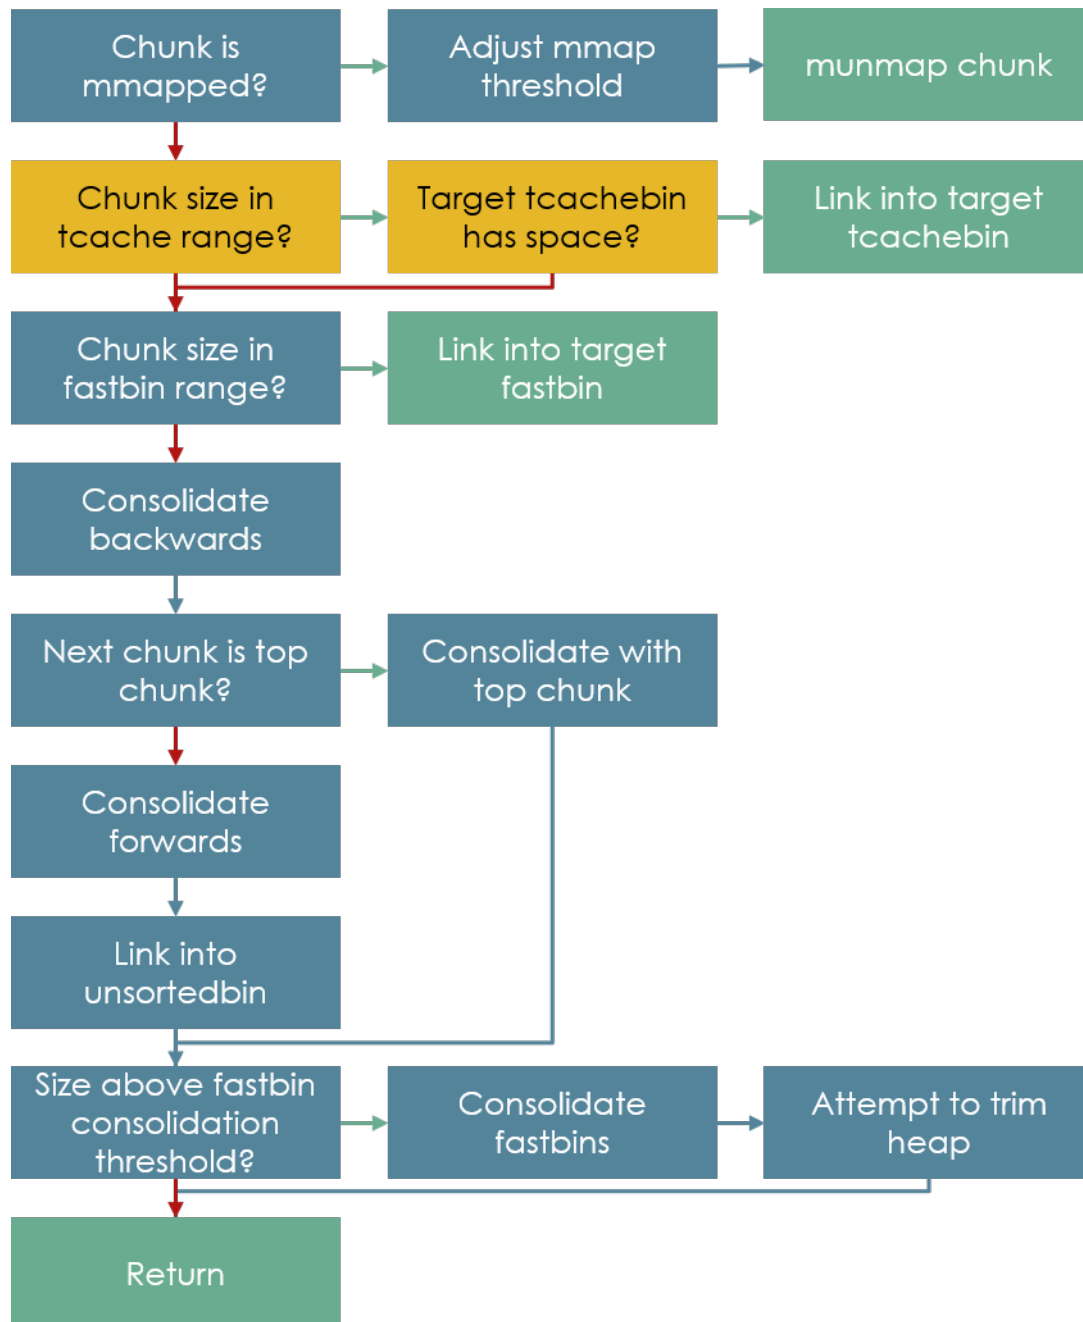 Chunk is
mmapped?
Adjust mmap
threshold
munmap chunk
Chunk size in
tcache range?
Target tcachebin
has space?
Link into target
tcachebin
Chunk size in
fastbin range?
Link into target
fastbin
Consolidate
backwards
Next chunk is top
chunk?
Consolidate with
top chunk
Consolidate
forwards
Link into
unsortedbin
Size above fastbin
consolidation
threshold?
Consolidate
fastbins
Attempt to trim
heap
Return